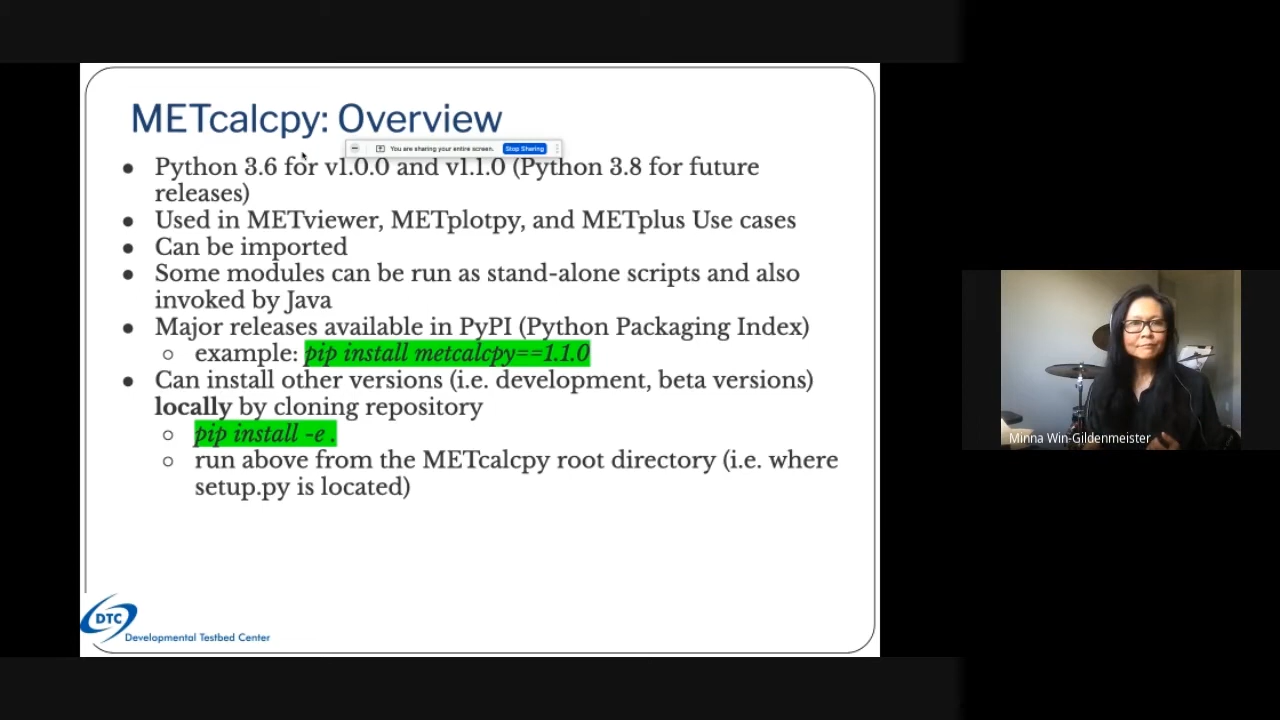 METcalcpy: Overview
You are sharing your entire screen. Stop Sharing
● Python 3.6 for v1.0.0 and v1.1.0 (Python 3.8 for future
releases)
● Used in METviewer, METplotpy, and METplus Use cases
● Can be imported
● Some modules can be run as stand-alone scripts and also
invoked by Java
● Major releases available in PyPI (Python Packaging Index)
○ example: pip install metcalcpy==1.1.0
● Can install other versions (i.e. development, beta versions)
locally by cloning repository
○ pip install -e .
○ run above from the METcalcpy root directory (i.e. where
setup.py is located)
DTC
Developmental Testbed Center
Minna Win-Gildenmeister